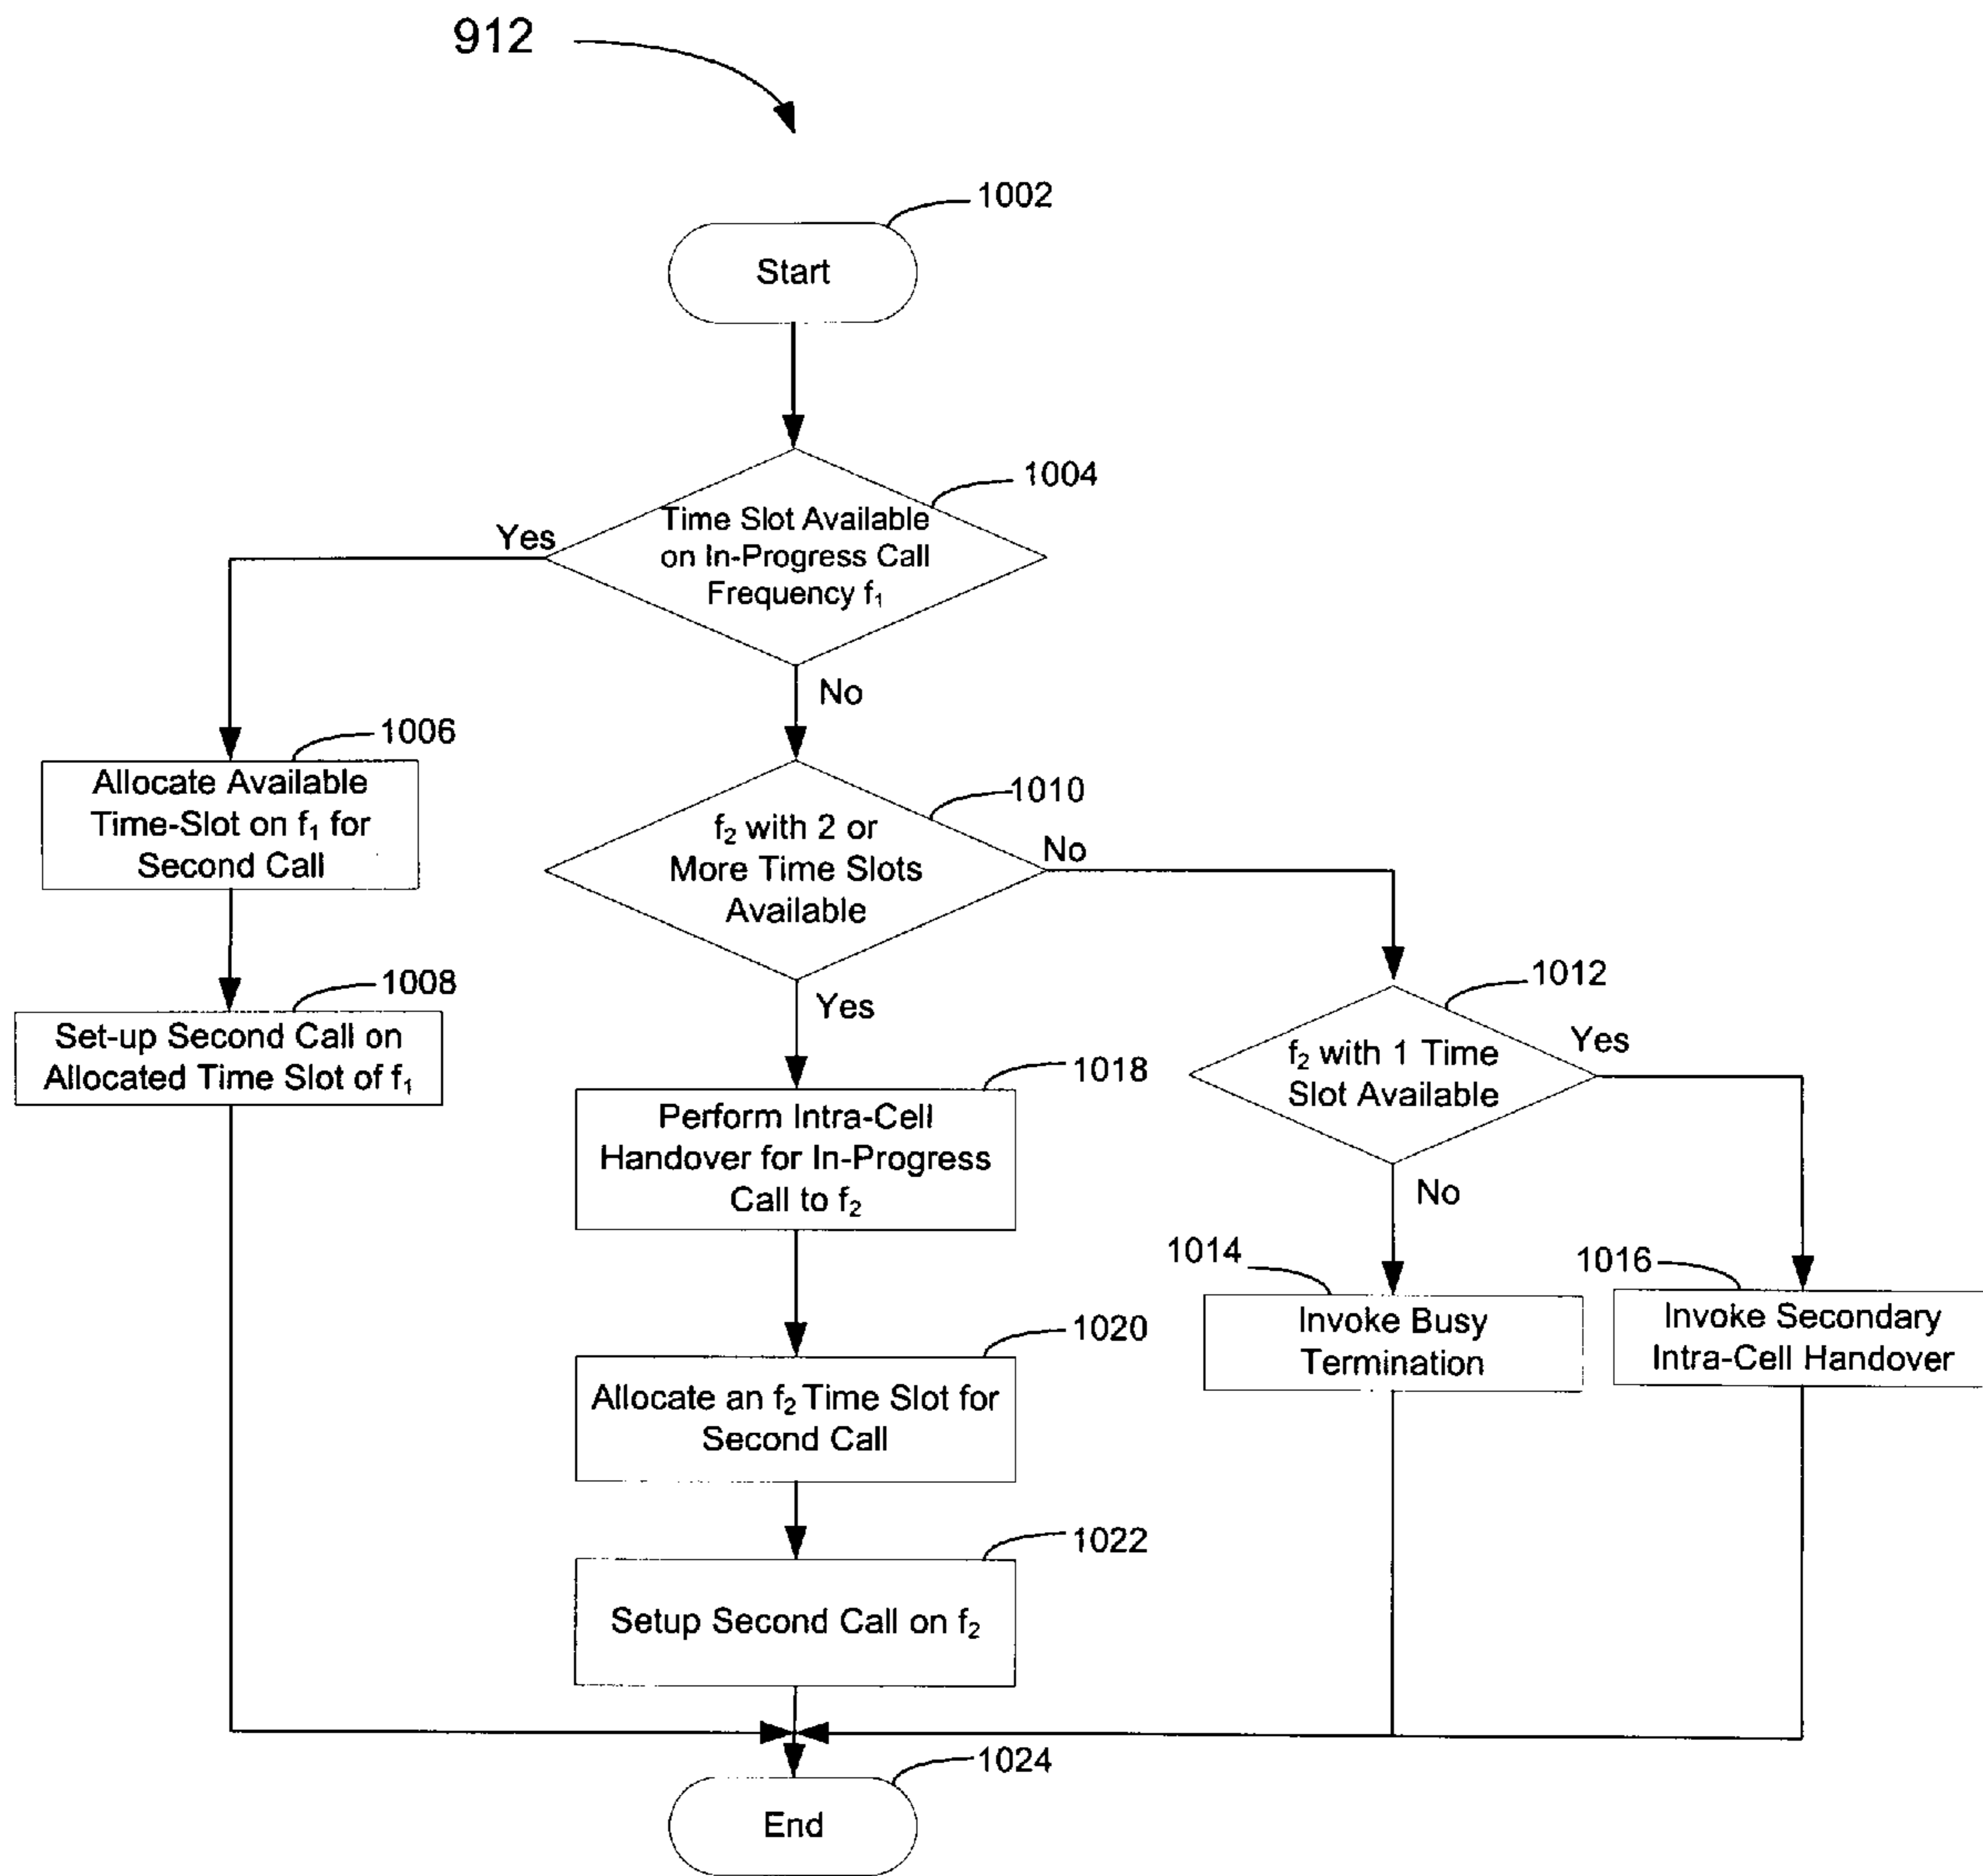 912
1002
Start
1004
Time Slot Available
on In-Progress Call
Frequency f₁
Yes
No
1006
Allocate Available
Time-Slot on f₁ for
Second Call
1010
f₂ with 2 or
More Time Slots
Available
No
Yes
1008
Set-up Second Call on
Allocated Time Slot of f₁
1012
f₂ with 1 Time
Slot Available
Yes
No
1018
Perform Intra-Cell
Handover for In-Progress
Call to f₂
1014
Invoke Busy
Termination
1016
Invoke Secondary
Intra-Cell Handover
1020
Allocate an f₂ Time Slot for
Second Call
1022
Setup Second Call on f₂
1024
End